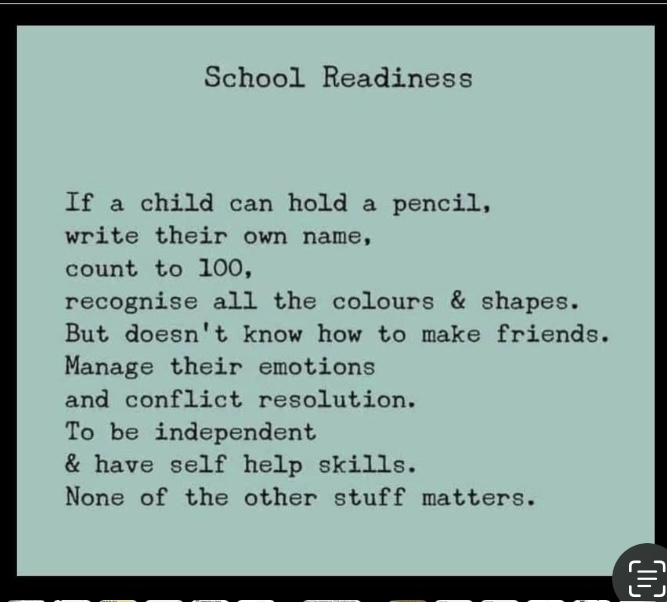 School Readiness
If a child can hold a pencil,
write their own name,
count to 100,
recognise all the colours & shapes.
But doesn't know how to make friends.
Manage their emotions
and conflict resolution.
To be independent
& have self help skills.
None of the other stuff matters.